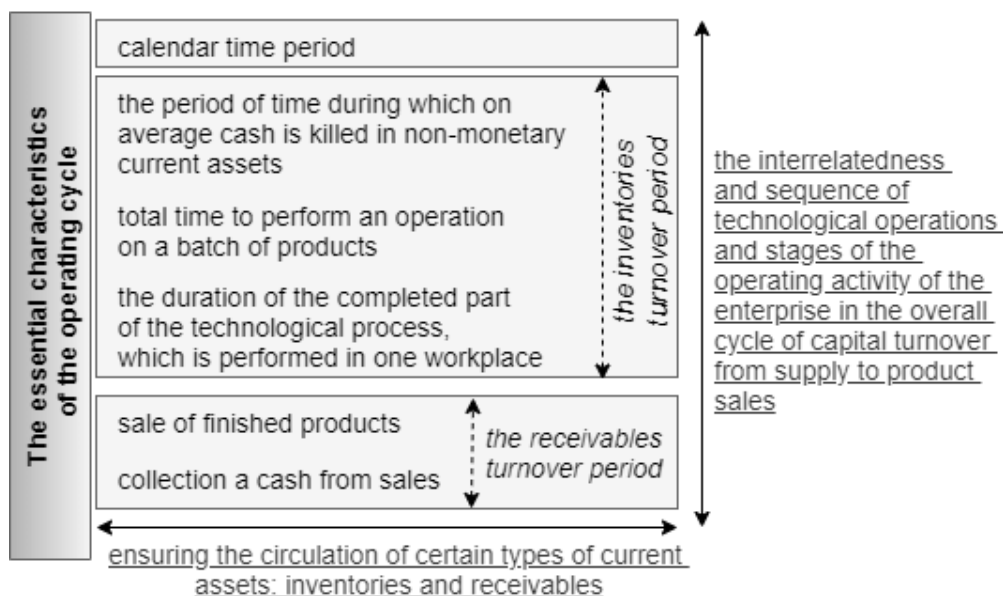 The essential characteristics
of the operating cycle
calendar time period
the period of time during which on
average cash is killed in non-monetary
current assets
total time to perform an operation
on a batch of products
the duration of the completed part
of the technological process,
which is performed in one workplace
the inventories
turnover period
sale of finished products
collection a cash from sales
the receivables
turnover period
the interrelatedness
and sequence of
technological operations
and stages of the
operating activity of the
enterprise in the overall
cycle of capital turnover
from supply to product
sales
ensuring the circulation of certain types of current
assets: inventories and receivables